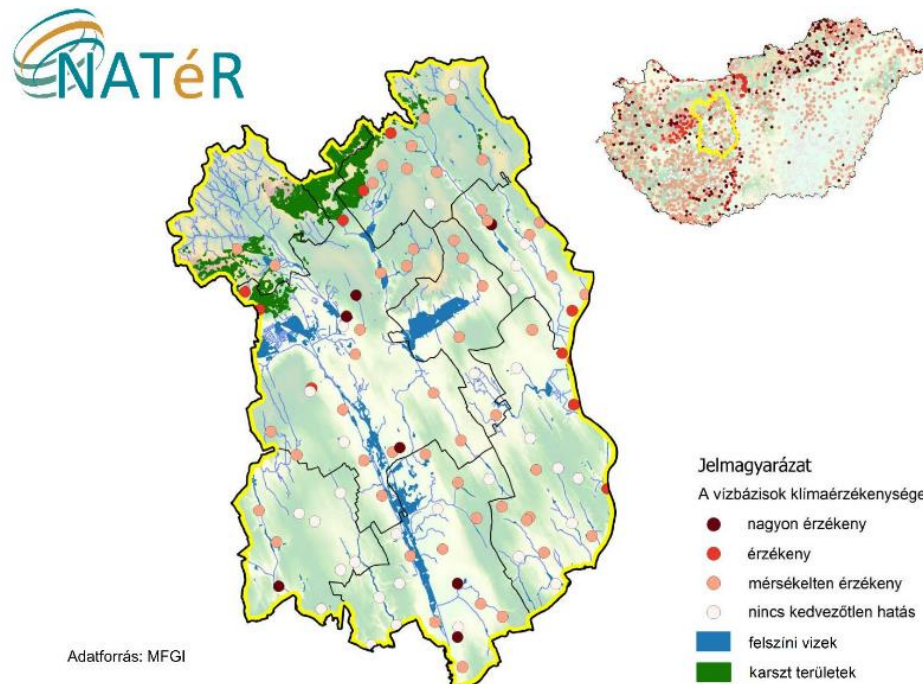 NATéR
Jelmagyarázat
A vízbázisok klímaérzékenysége
nagyon érzékeny
érzékeny
mérsékelten érzékeny
nincs kedvezőtlen hatás
felszíni vizek
karszt területek
Adatforrás: MFGI